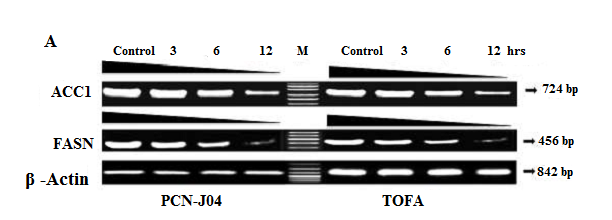 A
Control 3 6 12 M Control 3 6 12 hrs
ACC1 724 bp
FASN 456 bp
β -Actin 842 bp
PCN-J04 TOFA